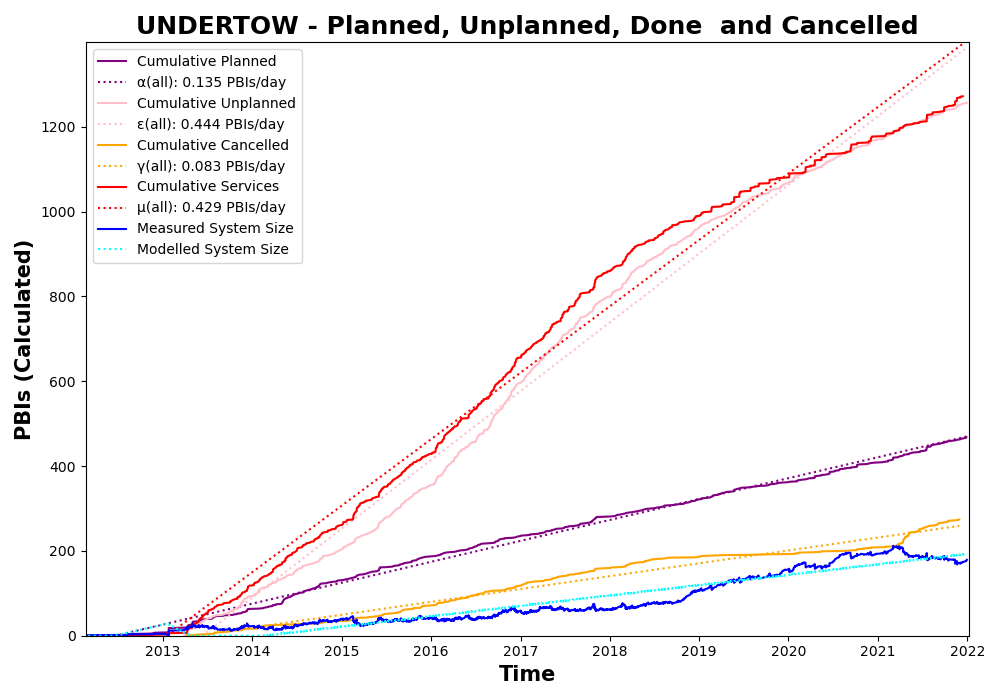 UNDERTOW - Planned, Unplanned, Done  and Cancelled
PBIs (Calculated)
1200
1000
800
600
400
200
0
Cumulative Planned
α(all): 0.135 PBIs/day
Cumulative Unplanned
ε(all): 0.444 PBIs/day
Cumulative Cancelled
γ(all): 0.083 PBIs/day
Cumulative Services
μ(all): 0.429 PBIs/day
Measured System Size
Modelled System Size
2013 2014 2015 2016 2017 2018 2019 2020 2021 2022
Time